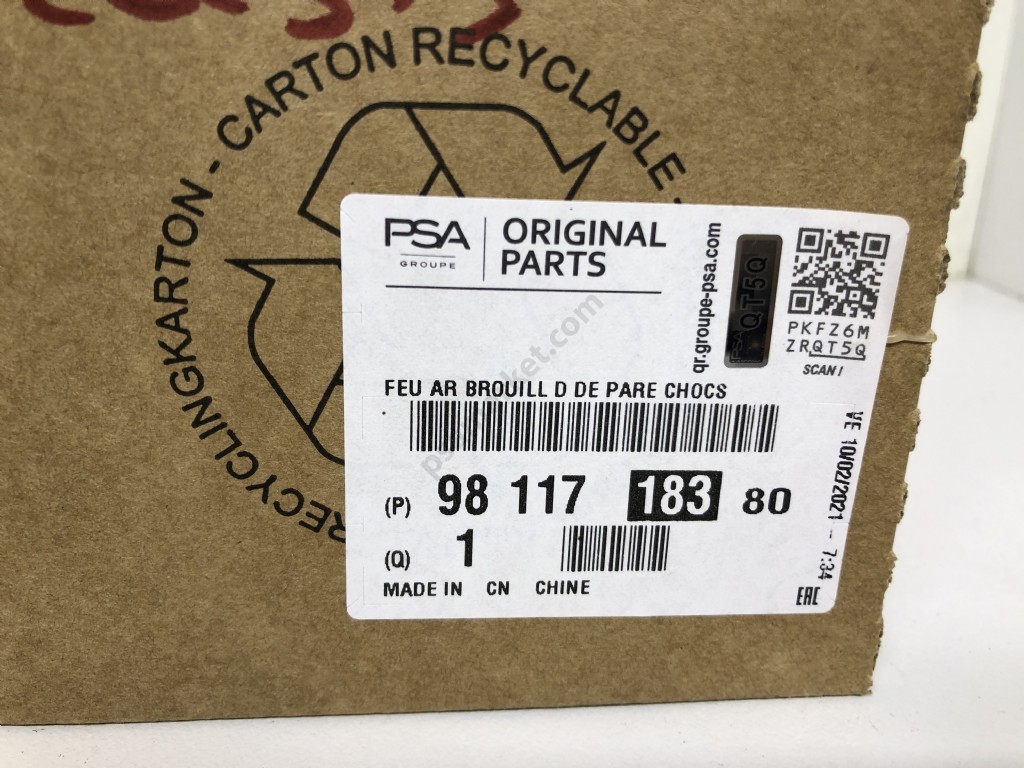 CARTON RECYCLABLE -
RECYCLINGKARTON -
PSA
GROUPE
ORIGINAL
PARTS
qr.groupe-psa.com
PSA QT5Q
PKFZ6M
ZRQT5Q
SCAN !
FEU AR BROUILL D DE PARE CHOCS
(P) 98 117 183 80
(Q) 1
MADE IN CN CHINE
VE 10/02/2021 - 7:34
EAC